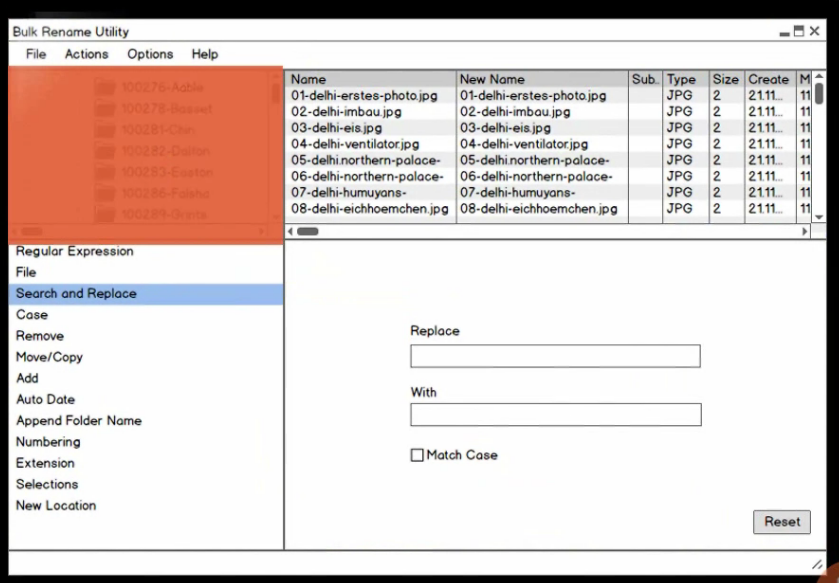 Bulk Rename Utility
File Actions Options Help
100276-Aable
100278-Basset
100281-Chin
100282-Dalton
100283-Easton
100286-Faisha
Name New Name Sub.. Type Size Create M
01-delhi-erstes-photo.jpg 01-delhi-erstes-photo.jpg JPG 2 21.11... 11
02-delhi-imbau.jpg 02-delhi-imbau.jpg JPG 2 21.11... 11
03-delhi-eis.jpg 03-delhi-eis.jpg JPG 2 21.11... 11
04-delhi-ventilator.jpg 04-delhi-ventilator.jpg JPG 2 21.11... 11
05-delhi.northern-palace- 05-delhi.northern-palace- JPG 2 21.11... 11
06-delhi-northern-palace- 06-delhi-northern-palace- JPG 2 21.11... 11
07-delhi-humuyans- 07-delhi-humuyans- JPG 2 21.11... 11
08-delhi-eichhoemchen.jpg 08-delhi-eichhoemchen.jpg JPG 2 21.11... 11
Regular Expression
File
Search and Replace
Case
Remove
Move/Copy
Add
Auto Date
Append Folder Name
Numbering
Extension
Selections
New Location
Replace
With
Match Case
Reset